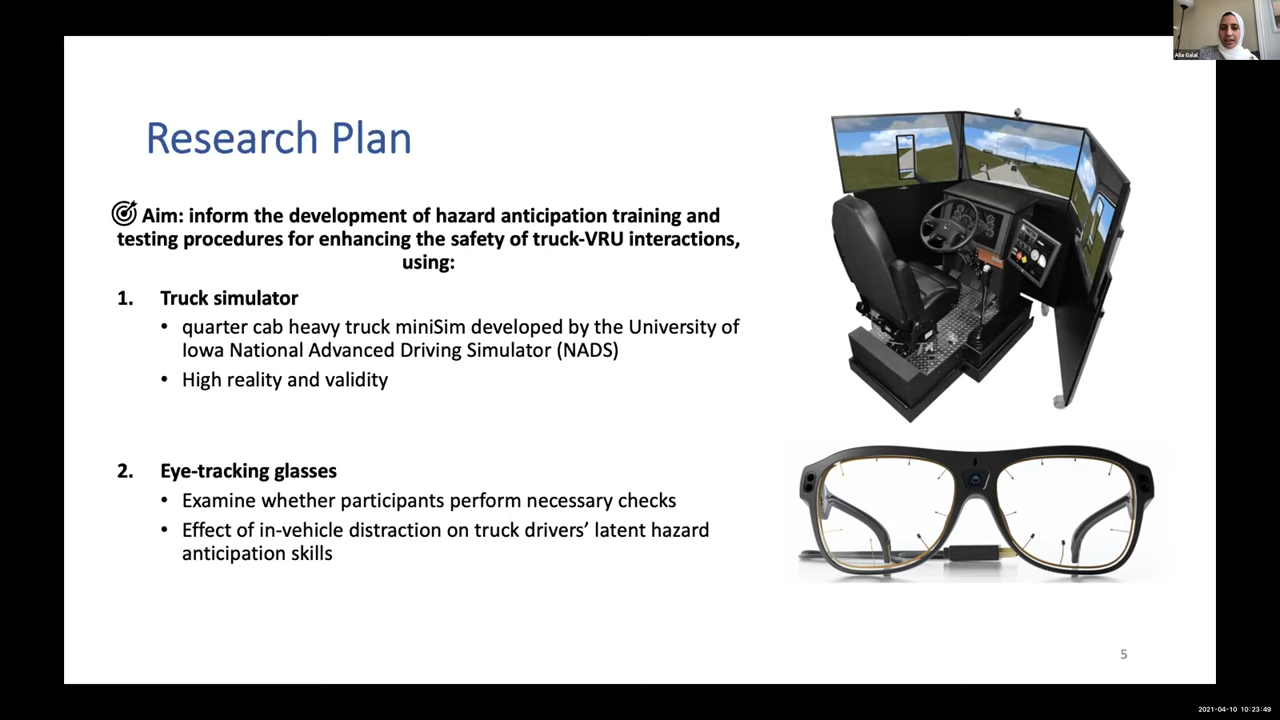 Alia Galal
Research Plan
Aim: inform the development of hazard anticipation training and
testing procedures for enhancing the safety of truck-VRU interactions,
using:
1. Truck simulator
• quarter cab heavy truck miniSim developed by the University of
Iowa National Advanced Driving Simulator (NADS)
• High reality and validity
2. Eye-tracking glasses
• Examine whether participants perform necessary checks
• Effect of in-vehicle distraction on truck drivers’ latent hazard
anticipation skills
5
2021-04-10 10:23:49